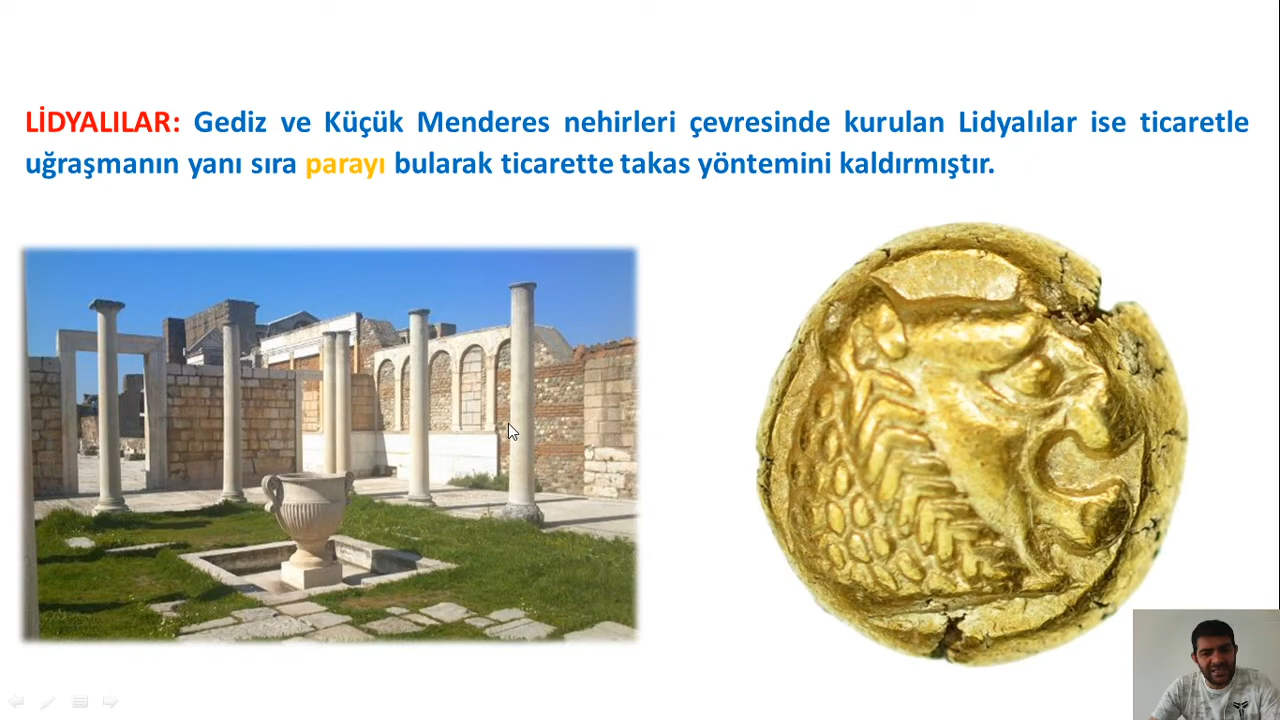 LİDYALILAR: Gediz ve Küçük Menderes nehirleri çevresinde kurulan Lidyalılar ise ticaretle
uğraşmanın yanı sıra parayı bularak ticarette takas yöntemini kaldırmıştır.